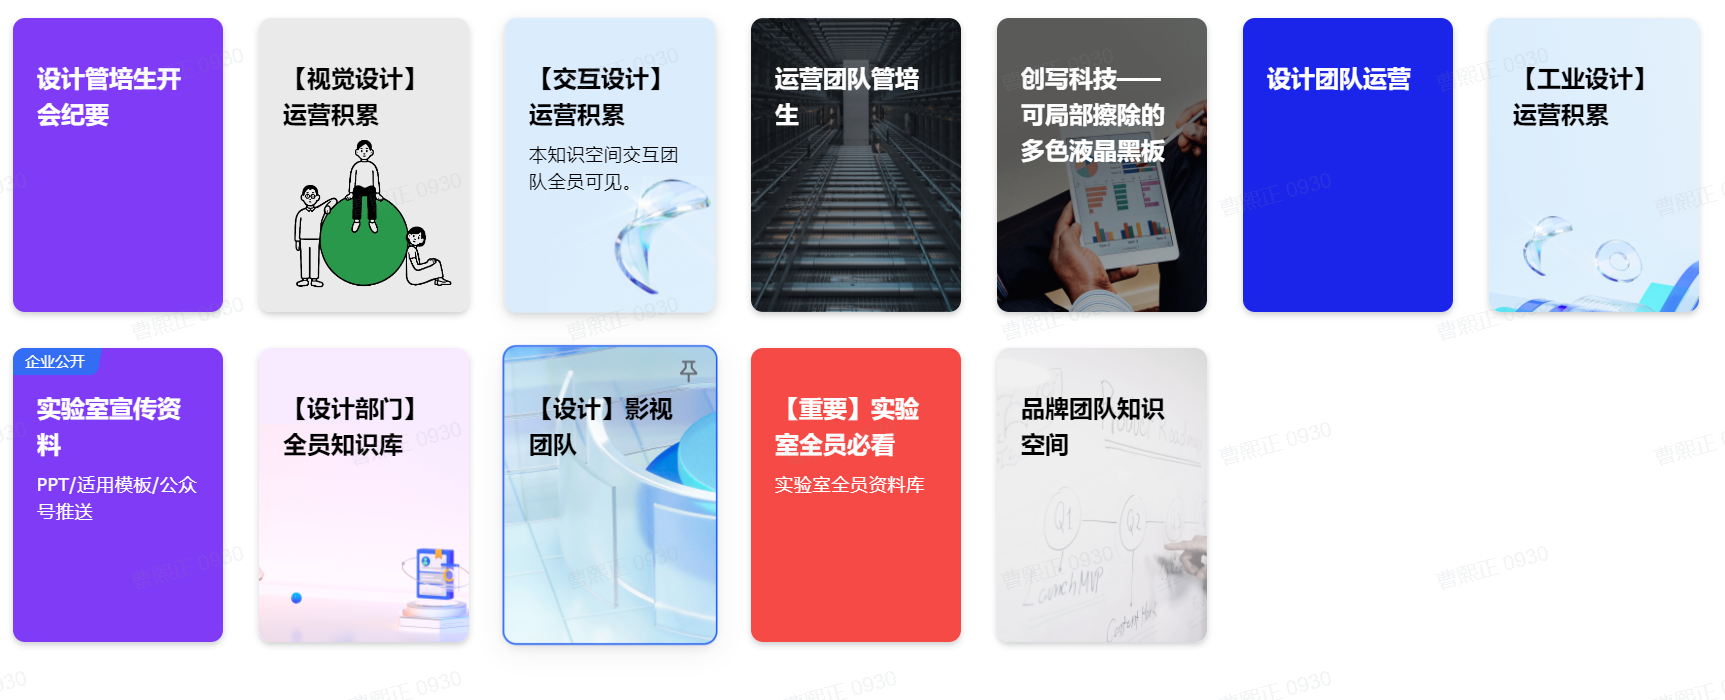 设计管培生开
会纪要
【视觉设计】
运营积累
【交互设计】
运营积累
本知识空间交互团
队全员可见。
运营团队管培
生
创写科技——
可局部擦除的
多色液晶黑板
设计团队运营
【工业设计】
运营积累
企业公开
实验室宣传资
料
PPT/适用模板/公众
号推送
【设计部门】
全员知识库
【设计】影视
团队
【重要】实验
室全员必看
实验室全员资料库
品牌团队知识
空间
Product Roadmap
Q1
Q2
Launch MVP
曹熙正 0930